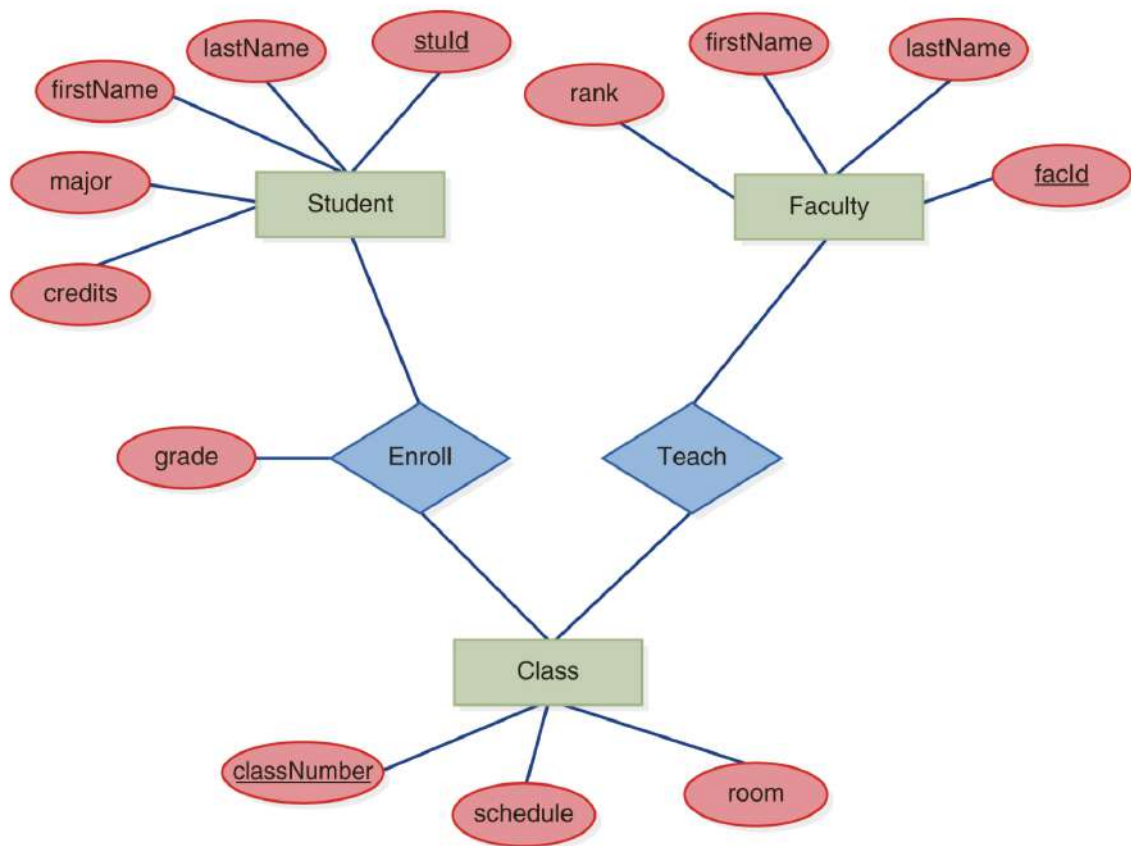 lastName
stuId
firstName
lastName
firstName
rank
major
facId
Student
Faculty
credits
grade
Enroll
Teach
Class
classNumber
schedule
room